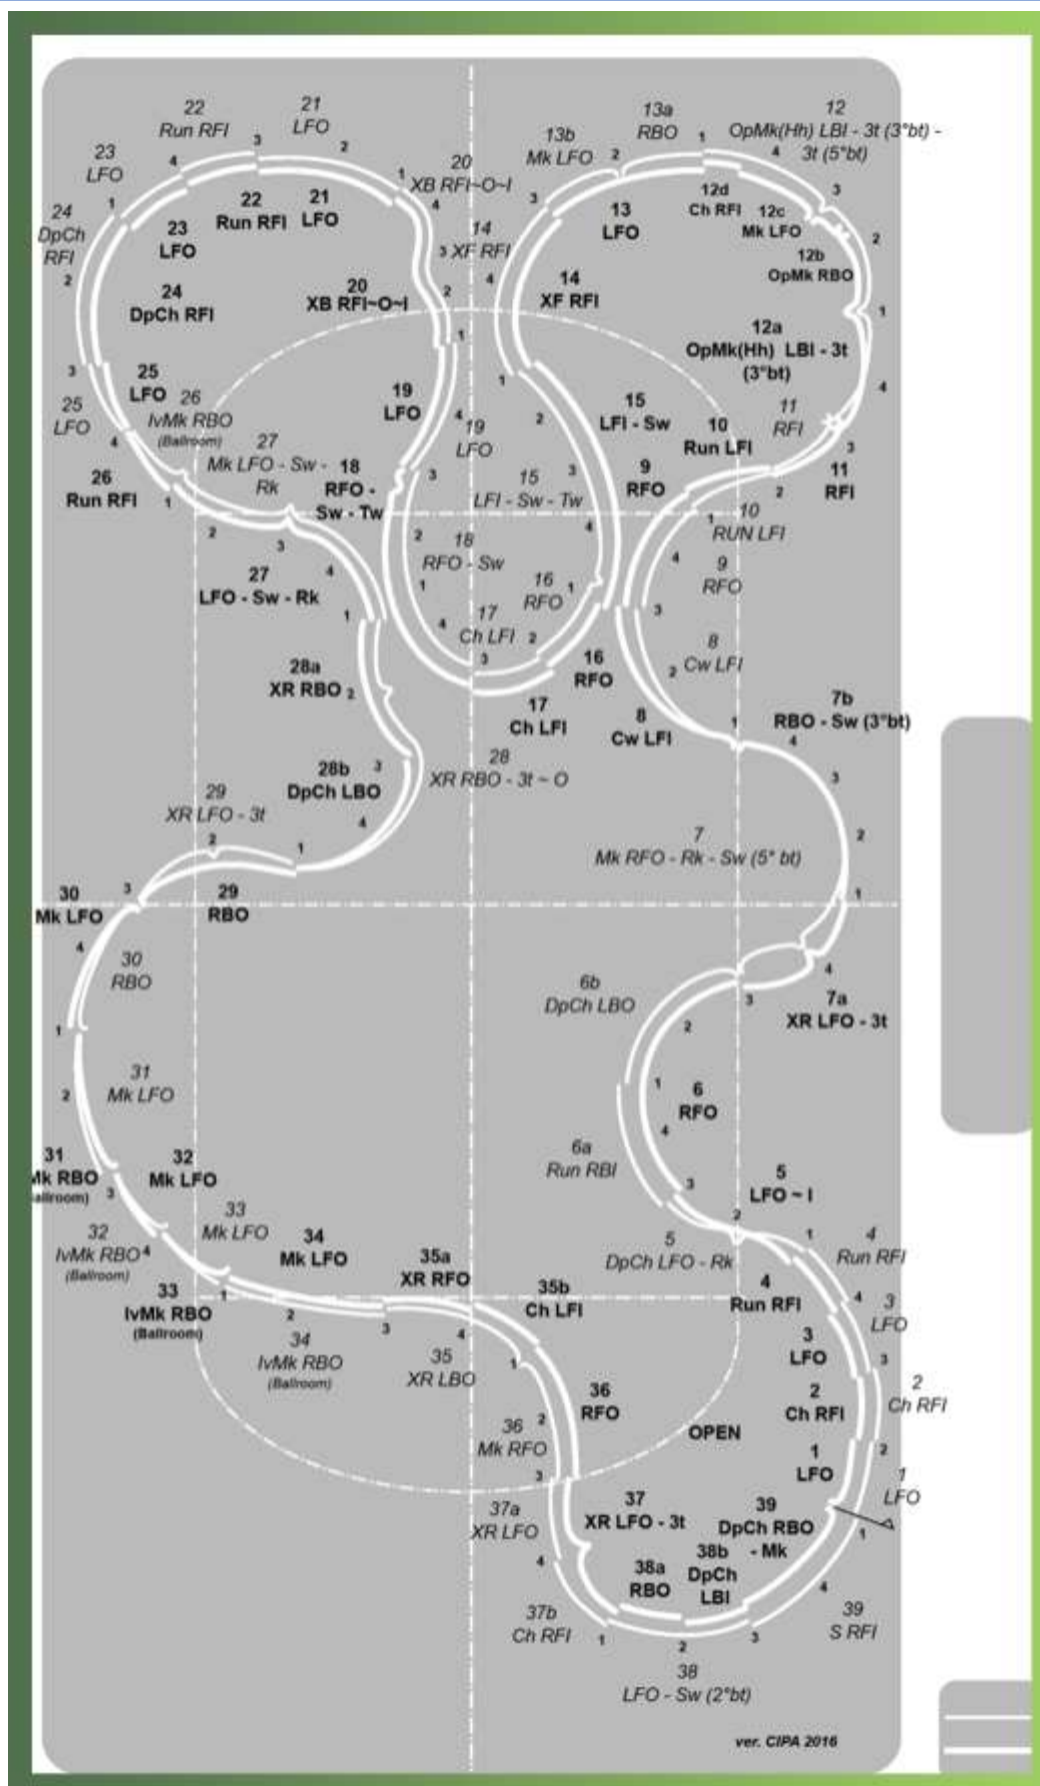 22
Run RFI
21
LFO
13a
RBO
12
OpMk(Hh) LBI - 3t (3°bt) -
3t (5°bt)
13b
Mk LFO
23
LFO
20
XB RFI~O~I
24
DpCh
RFI
22
Run RFI
21
LFO
12d
Ch RFI
12c
Mk LFO
13
LFO
23
LFO
14
XF RFI
12b
OpMk RBO
24
DpCh RFI
20
XB RFI~O~I
14
XF RFI
12a
OpMk(Hh) LBI - 3t
(3°bt)
25
LFO
25
LFO
26
IvMk RBO
(Ballroom)
19
LFO
15
LFI - Sw
10
Run LFI
11
RFI
19
LFO
27
Mk LFO - Sw -
Rk
18
RFO -
Sw - Tw
9
RFO
11
RFI
26
Run RFI
15
LFI - Sw - Tw
10
RUN LFI
18
RFO - Sw
9
RFO
27
LFO - Sw - Rk
16
RFO
17
Ch LFI
8
Cw LFI
28a
XR RBO
16
RFO
17
Ch LFI
8
Cw LFI
7b
RBO - Sw (3°bt)
28b
DpCh LBO
28
XR RBO - 3t ~ O
29
XR LFO - 3t
7
Mk RFO - Rk - Sw (5° bt)
30
Mk LFO
29
RBO
30
RBO
6b
DpCh LBO
7a
XR LFO - 3t
31
Mk LFO
6
RFO
31
Mk RBO
32
Mk LFO
6a
Run RBI
5
LFO ~ I
33
Mk LFO
32
IvMk RBO
(Ballroom)
34
Mk LFO
5
DpCh LFO - Rk
4
Run RFI
35a
XR RFO
4
Run RFI
33
IvMk RBO
(Ballroom)
35b
Ch LFI
3
LFO
34
IvMk RBO
(Ballroom)
3
LFO
35
XR LBO
36
RFO
2
Ch RFI
2
Ch RFI
36
Mk RFO
OPEN
1
LFO
1
LFO
37a
XR LFO
37
XR LFO - 3t
39
DpCh RBO
- Mk
38b
DpCh
LBI
38a
RBO
37b
Ch RFI
39
S RFI
38
LFO - Sw (2°bt)
ver. CIPA 2016